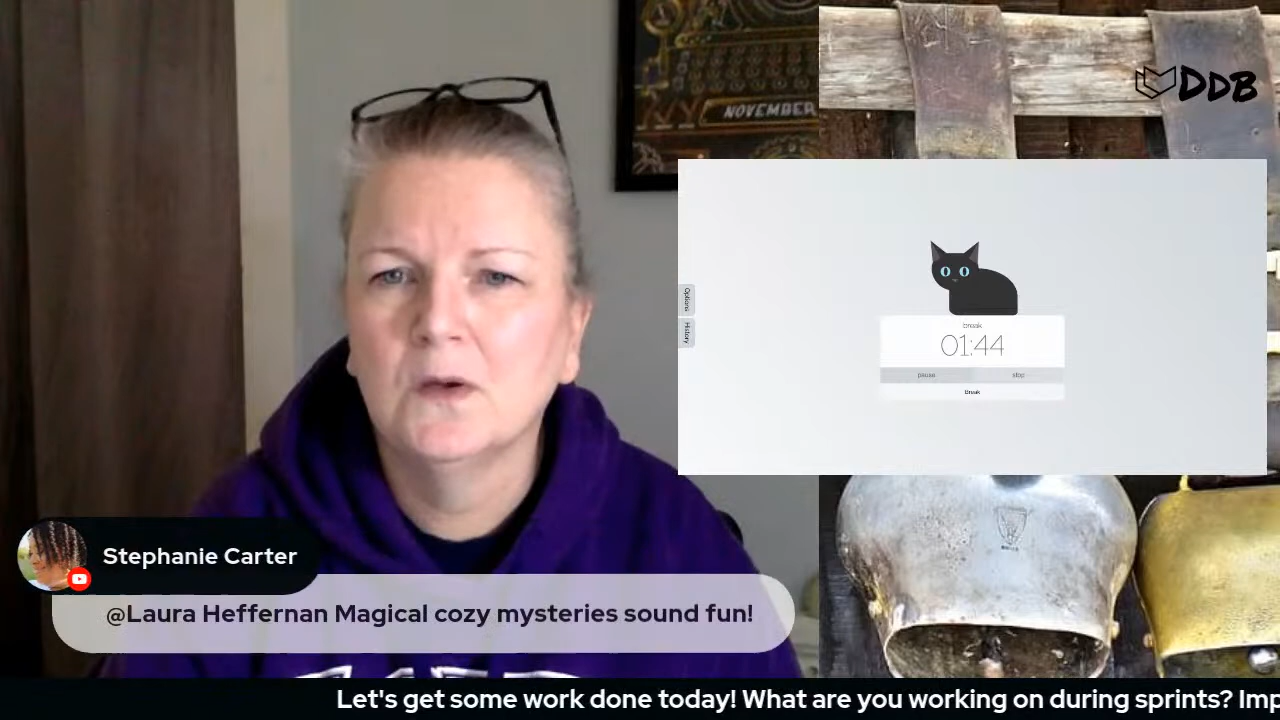 NOVEMBER
DDB
Options
History
break
01:44
pause
stop
Break
Stephanie Carter
@Laura Heffernan Magical cozy mysteries sound fun!
Let's get some work done today! What are you working on during sprints? Imp